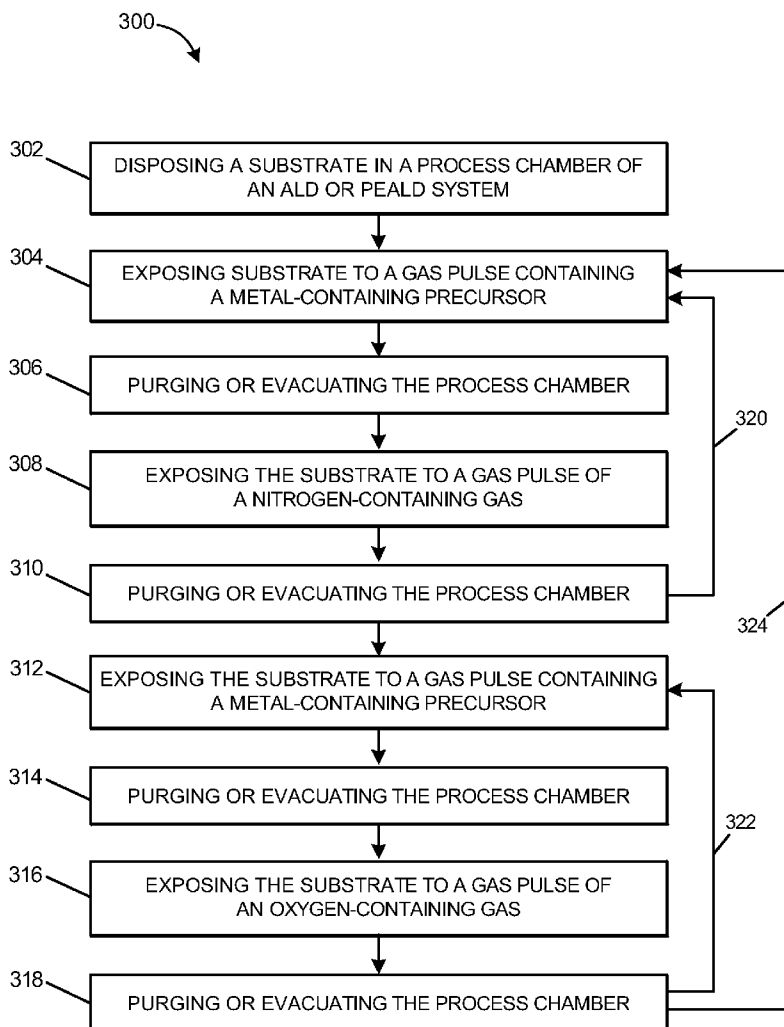 300
302
DISPOSING A SUBSTRATE IN A PROCESS CHAMBER OF
AN ALD OR PEALD SYSTEM
304
EXPOSING SUBSTRATE TO A GAS PULSE CONTAINING
A METAL-CONTAINING PRECURSOR
306
PURGING OR EVACUATING THE PROCESS CHAMBER
320
308
EXPOSING THE SUBSTRATE TO A GAS PULSE OF
A NITROGEN-CONTAINING GAS
310
PURGING OR EVACUATING THE PROCESS CHAMBER
324
312
EXPOSING THE SUBSTRATE TO A GAS PULSE CONTAINING
A METAL-CONTAINING PRECURSOR
314
PURGING OR EVACUATING THE PROCESS CHAMBER
322
316
EXPOSING THE SUBSTRATE TO A GAS PULSE OF
AN OXYGEN-CONTAINING GAS
318
PURGING OR EVACUATING THE PROCESS CHAMBER